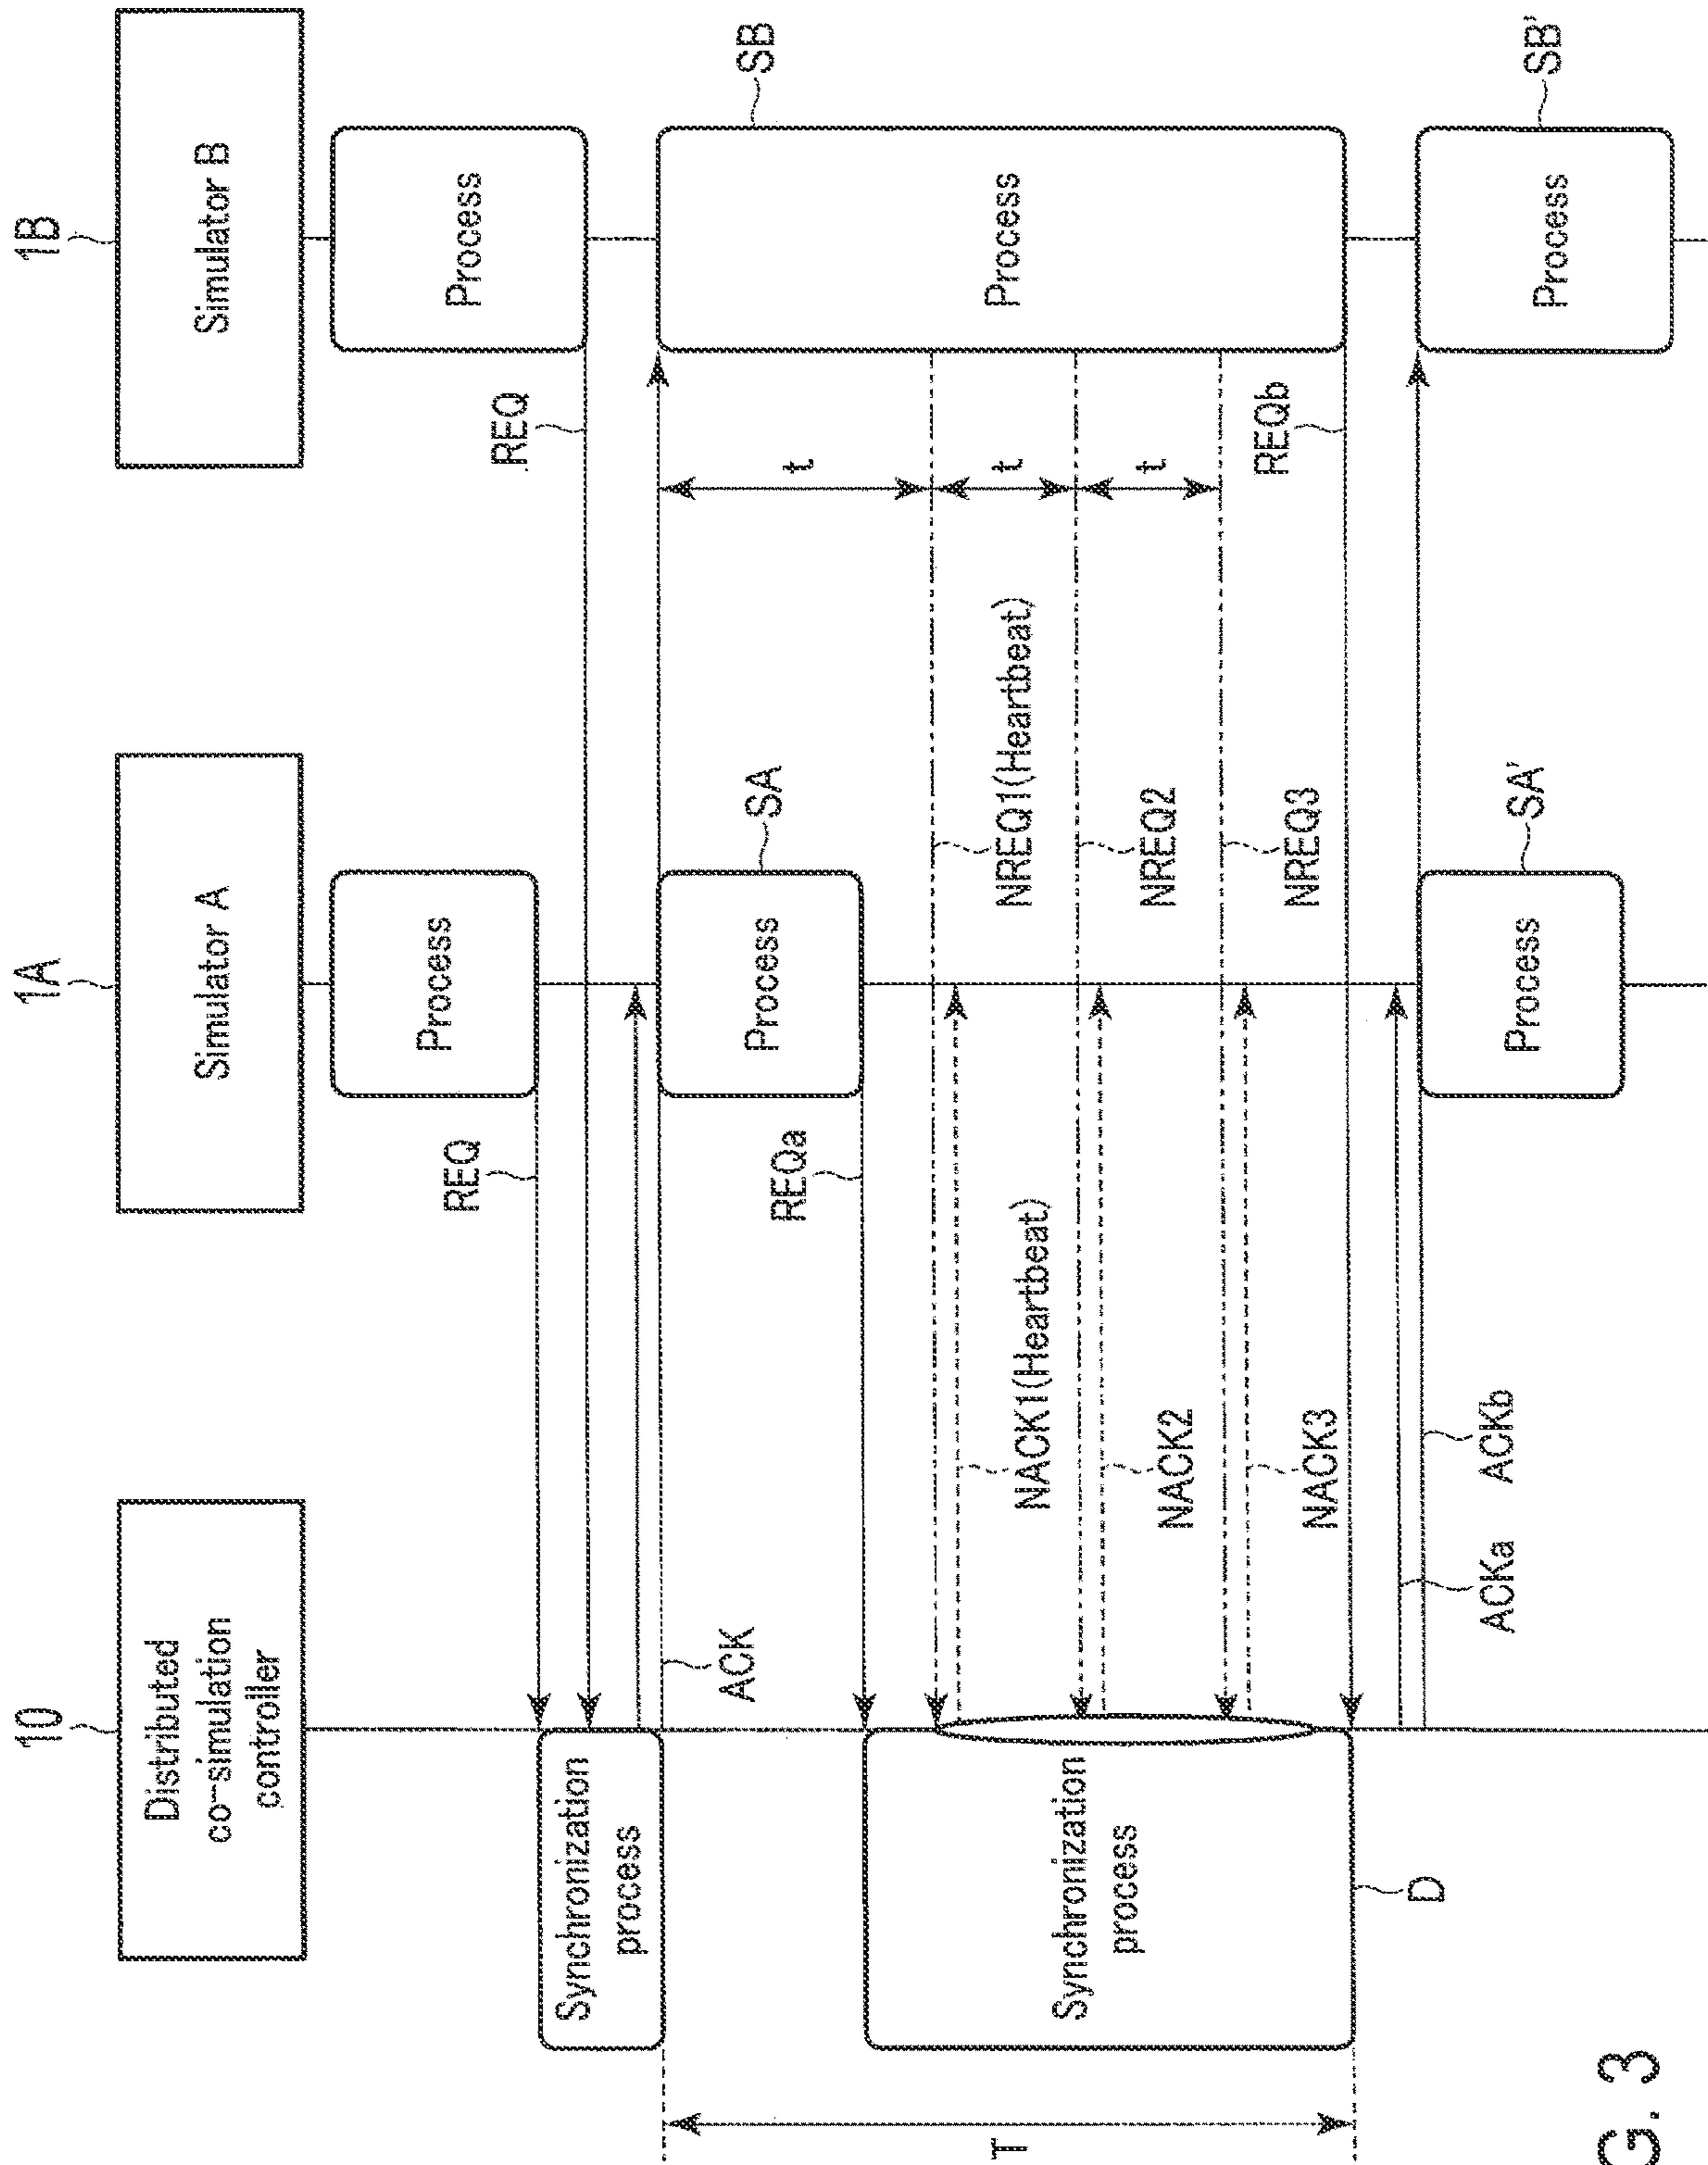 10
Distributed
co-simulation
controller
1A
Simulator A
1B
Simulator B
Process
Process
REQ
REQ
Synchronization
process
ACK
SA
Process
SB
Process
REQa
t
t
t
NREQ1(Heartbeat)
NACK1(Heartbeat)
NREQ2
NACK2
NREQ3
NACK3
REQb
Synchronization
process
T
D
ACKa
ACKb
SA'
Process
SB'
Process
G. 3